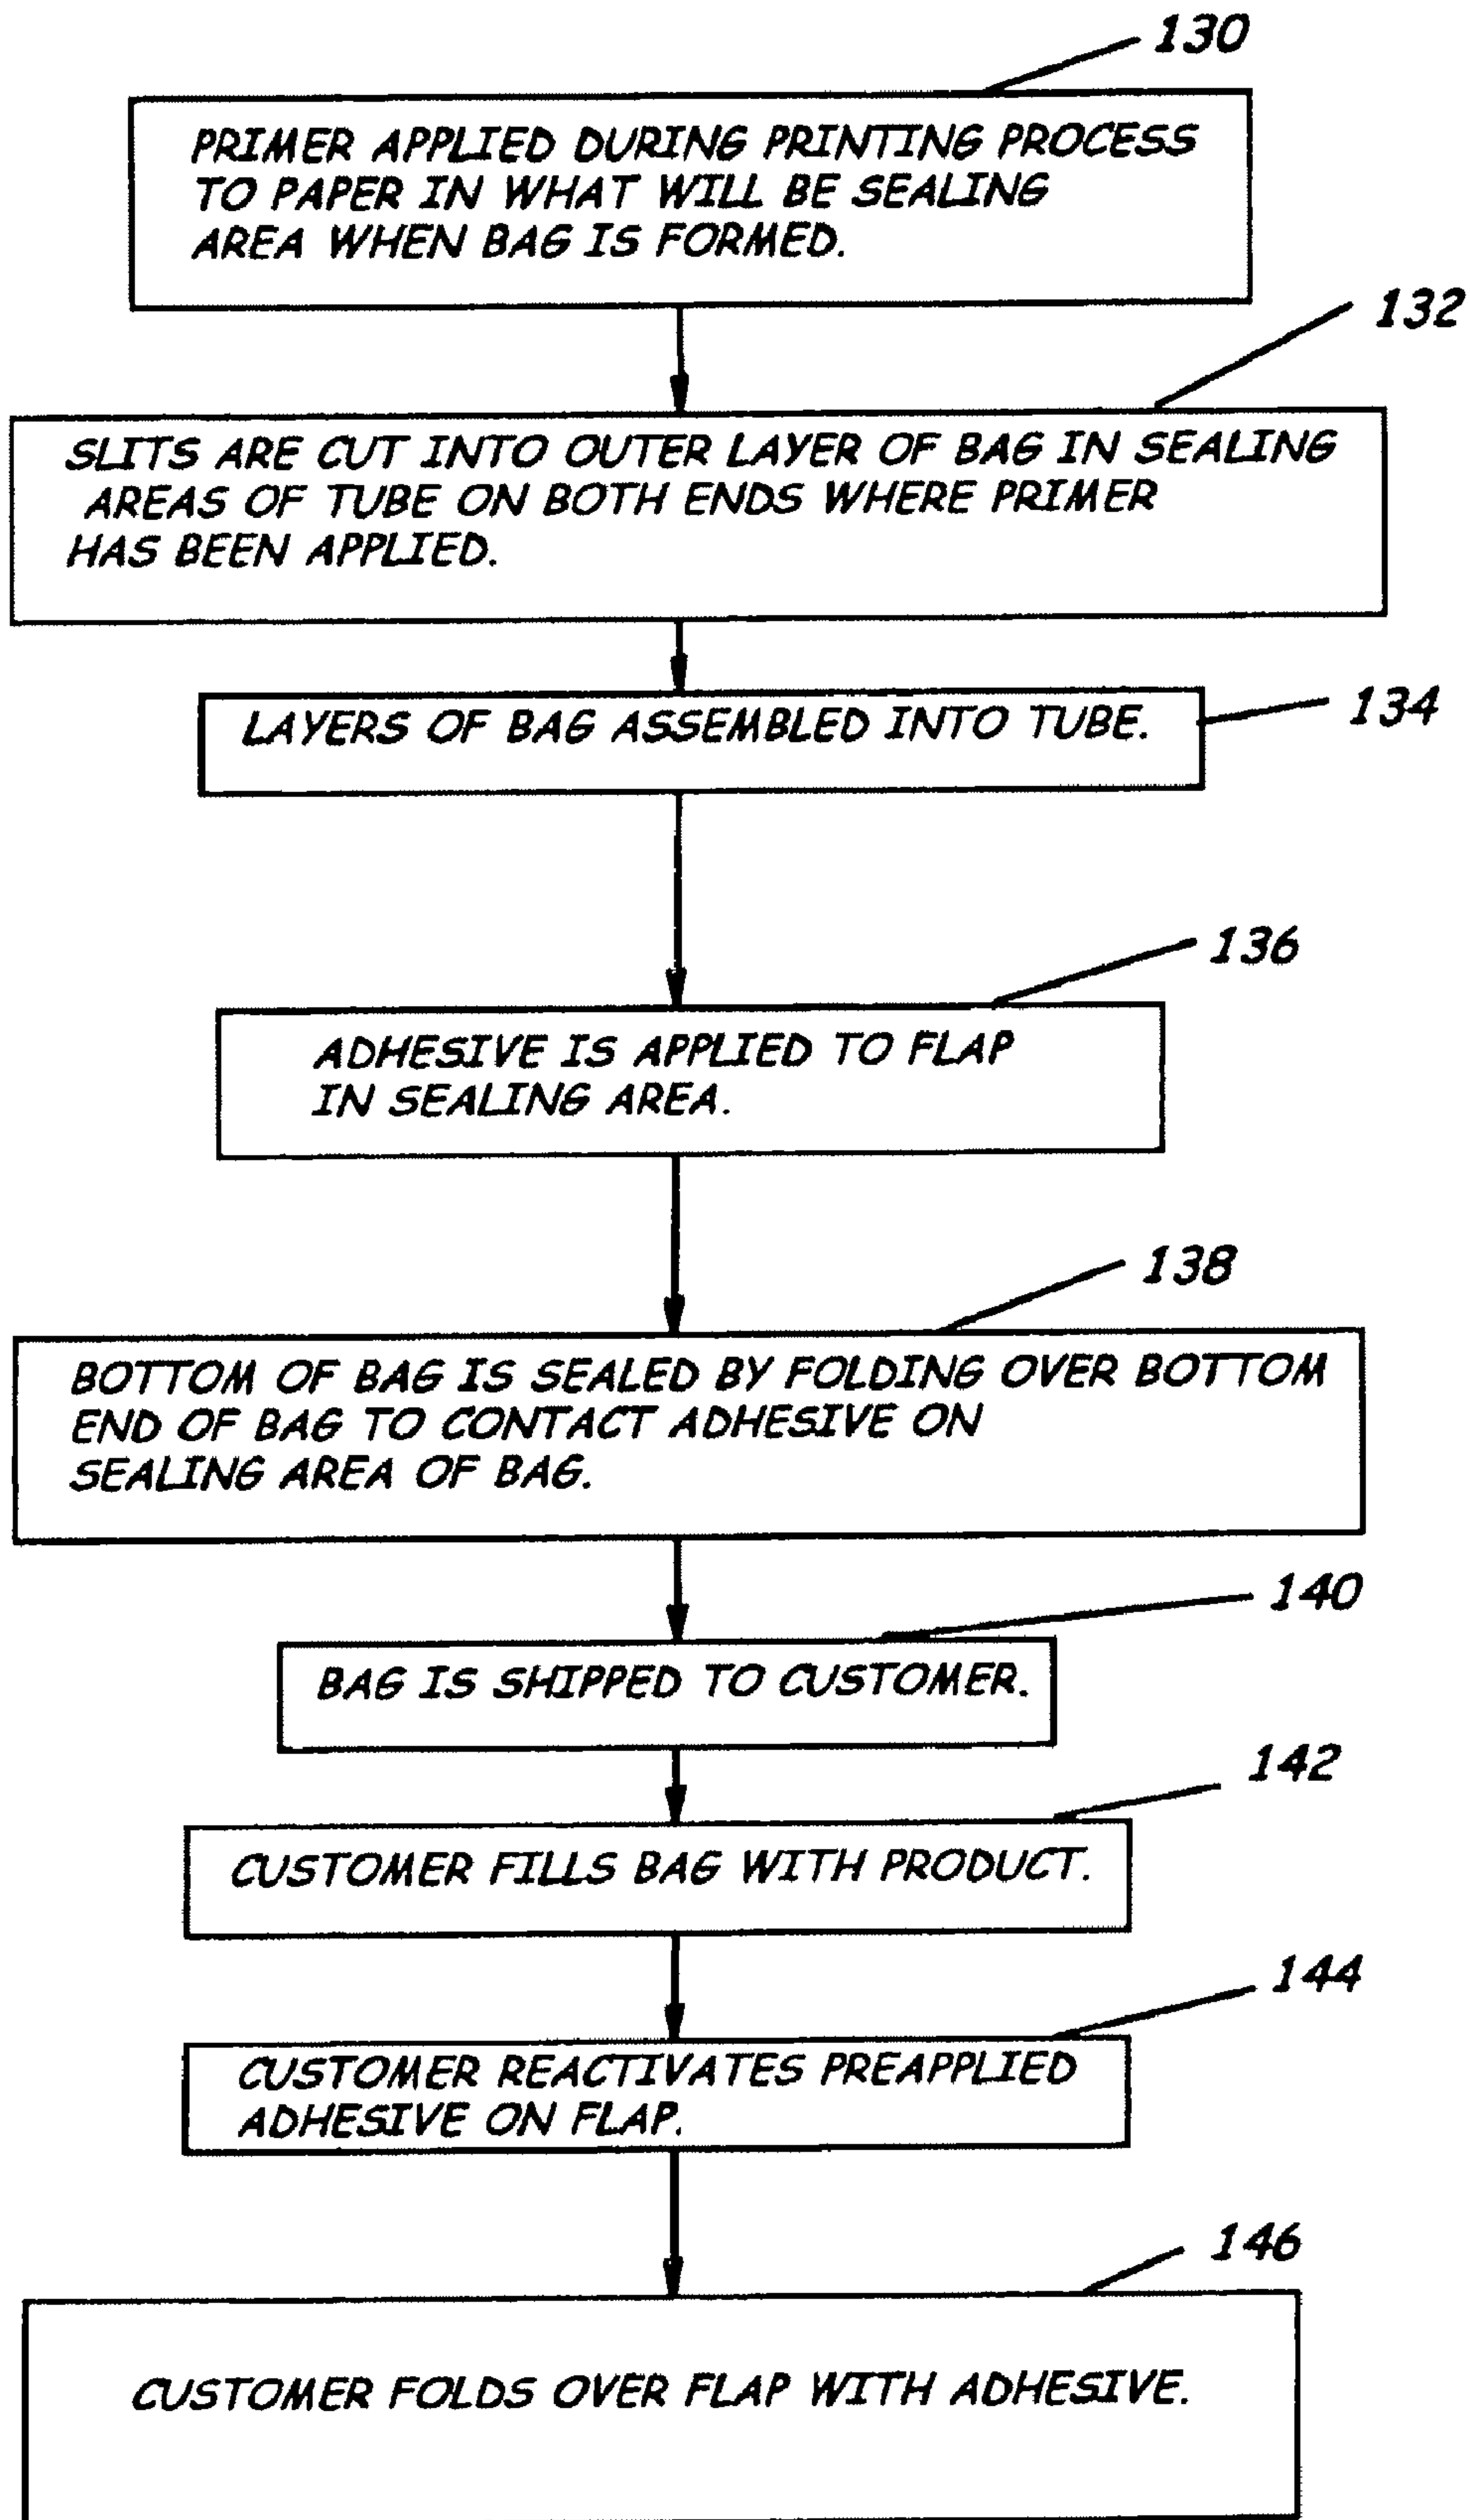 130
PRIMER APPLIED DURING PRINTING PROCESS
TO PAPER IN WHAT WILL BE SEALING
AREA WHEN BAG IS FORMED.
132
SLITS ARE CUT INTO OUTER LAYER OF BAG IN SEALING
AREAS OF TUBE ON BOTH ENDS WHERE PRIMER
HAS BEEN APPLIED.
134
LAYERS OF BAG ASSEMBLED INTO TUBE.
136
ADHESIVE IS APPLIED TO FLAP
IN SEALING AREA.
138
BOTTOM OF BAG IS SEALED BY FOLDING OVER BOTTOM
END OF BAG TO CONTACT ADHESIVE ON
SEALING AREA OF BAG.
140
BAG IS SHIPPED TO CUSTOMER.
142
CUSTOMER FILLS BAG WITH PRODUCT.
144
CUSTOMER REACTIVATES PREAPPLIED
ADHESIVE ON FLAP.
146
CUSTOMER FOLDS OVER FLAP WITH ADHESIVE.